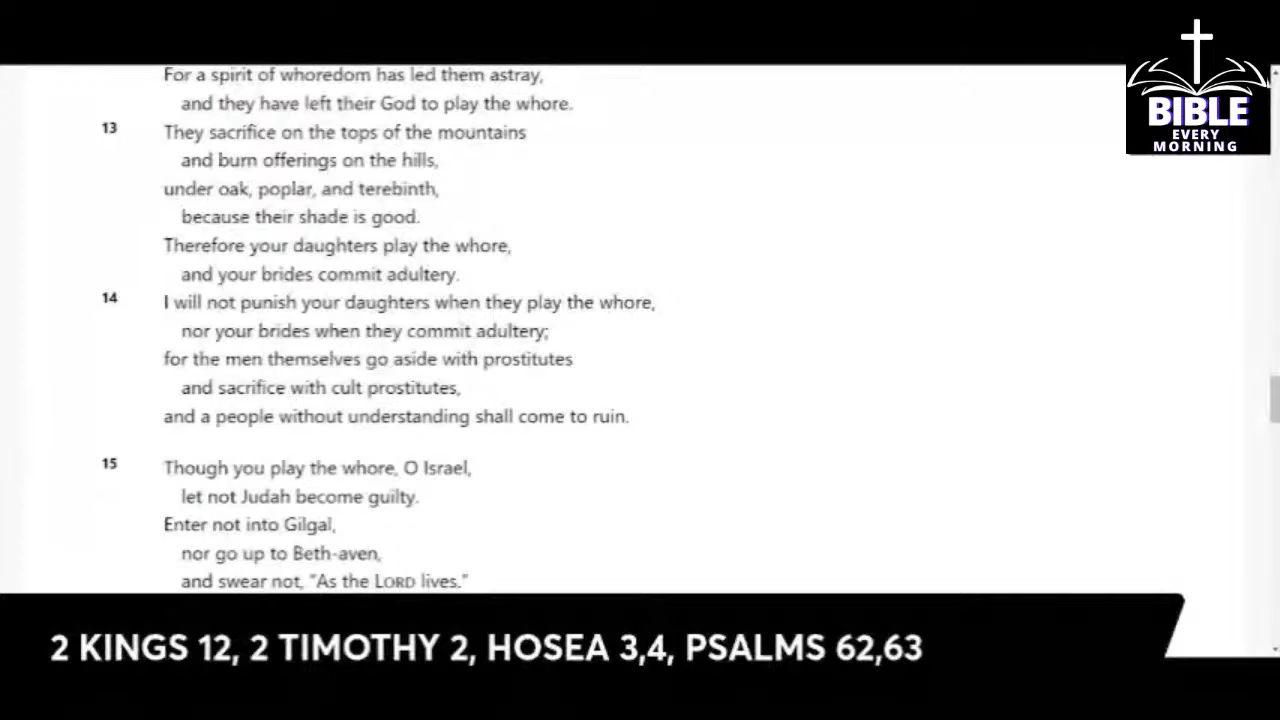 For a spirit of whoredom has led them astray,
and they have left their God to play the whore.
13 They sacrifice on the tops of the mountains
and burn offerings on the hills,
under oak, poplar, and terebinth,
because their shade is good.
Therefore your daughters play the whore,
and your brides commit adultery.
14 I will not punish your daughters when they play the whore,
nor your brides when they commit adultery;
for the men themselves go aside with prostitutes
and sacrifice with cult prostitutes,
and a people without understanding shall come to ruin.
15 Though you play the whore, O Israel,
let not Judah become guilty.
Enter not into Gilgal,
nor go up to Beth-aven,
and swear not, "As the LORD lives."
BIBLE
EVERY
MORNING
2 KINGS 12, 2 TIMOTHY 2, HOSEA 3,4, PSALMS 62,63